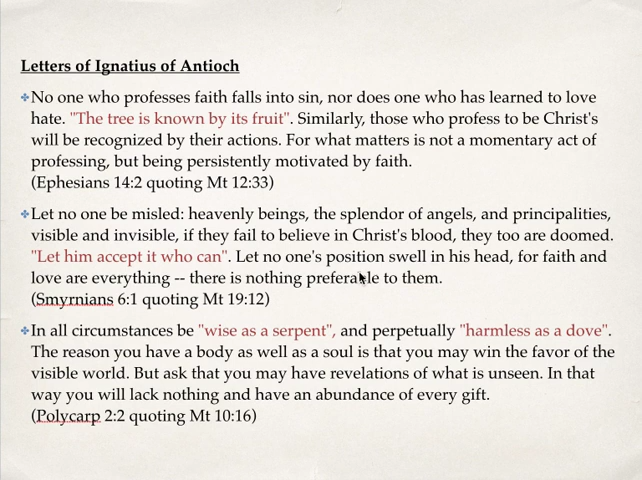 Letters of Ignatius of Antioch
No one who professes faith falls into sin, nor does one who has learned to love
hate. "The tree is known by its fruit". Similarly, those who profess to be Christ's
will be recognized by their actions. For what matters is not a momentary act of
professing, but being persistently motivated by faith.
(Ephesians 14:2 quoting Mt 12:33)
Let no one be misled: heavenly beings, the splendor of angels, and principalities,
visible and invisible, if they fail to believe in Christ's blood, they too are doomed.
"Let him accept it who can". Let no one's position swell in his head, for faith and
love are everything -- there is nothing preferable to them.
(Smyrnians 6:1 quoting Mt 19:12)
In all circumstances be "wise as a serpent", and perpetually "harmless as a dove".
The reason you have a body as well as a soul is that you may win the favor of the
visible world. But ask that you may have revelations of what is unseen. In that
way you will lack nothing and have an abundance of every gift.
(Polycarp 2:2 quoting Mt 10:16)